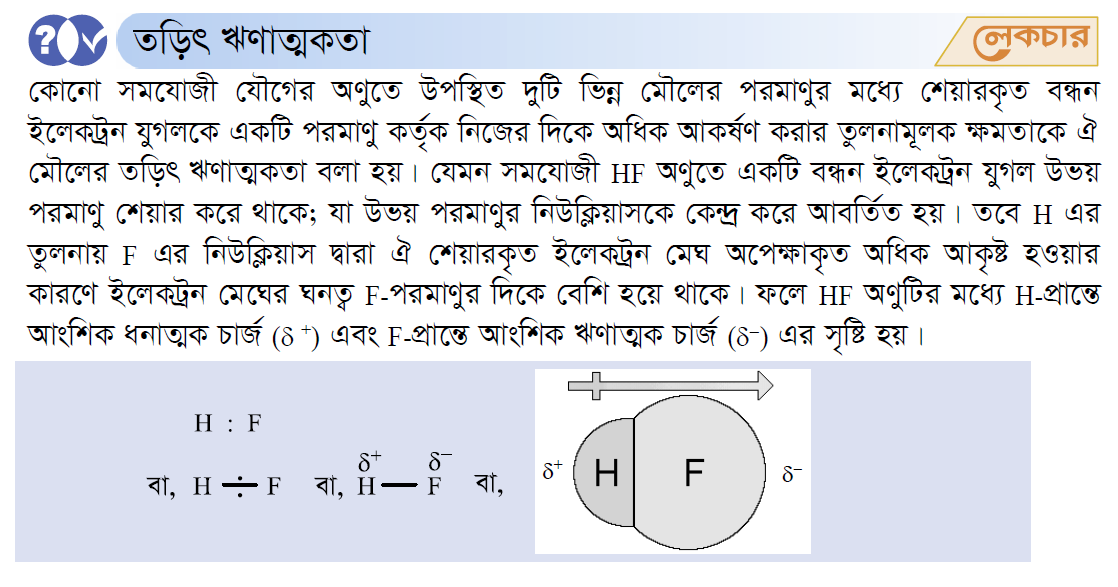 তড়িৎ ঋণাত্মকতা
লেকচার
কোনো সমযোজী যৌগের অণুতে উপস্থিত দুটি ভিন্ন মৌলের পরমাণুর মধ্যে শেয়ারকৃত বন্ধন
ইলেকট্রন যুগলকে একটি পরমাণু কর্তৃক নিজের দিকে অধিক আকর্ষণ করার তুলনামূলক ক্ষমতাকে ঐ
মৌলের তড়িৎ ঋণাত্মকতা বলা হয়। যেমন সমযোজী HF অণুতে একটি বন্ধন ইলেকট্রন যুগল উভয়
পরমাণু শেয়ার করে থাকে; যা উভয় পরমাণুর নিউক্লিয়াসকে কেন্দ্র করে আবর্তিত হয়। তবে H এর
তুলনায় F এর নিউক্লিয়াস দ্বারা ঐ শেয়ারকৃত ইলেকট্রন মেঘ অপেক্ষাকৃত অধিক আকৃষ্ট হওয়ার
কারণে ইলেকট্রন মেঘের ঘনত্ব F-পরমাণুর দিকে বেশি হয়ে থাকে। ফলে HF অণুটির মধ্যে H-প্রান্তে
আংশিক ধনাত্মক চার্জ (δ⁺) এবং F-প্রান্তে আংশিক ঋণাত্মক চার্জ (δ⁻) এর সৃষ্টি হয়।
H : F
δ⁺ δ⁻
বা, H ÷ F বা, H — F বা,
δ⁺ H F δ⁻